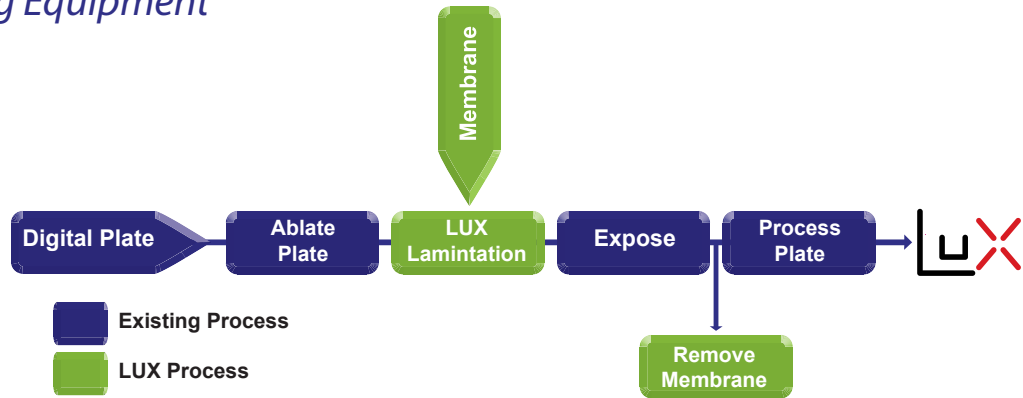 g Equipment
Membrane
Digital Plate
Ablate
Plate
LUX
Lamintation
Expose
Process
Plate
LUX
Existing Process
LUX Process
Remove
Membrane